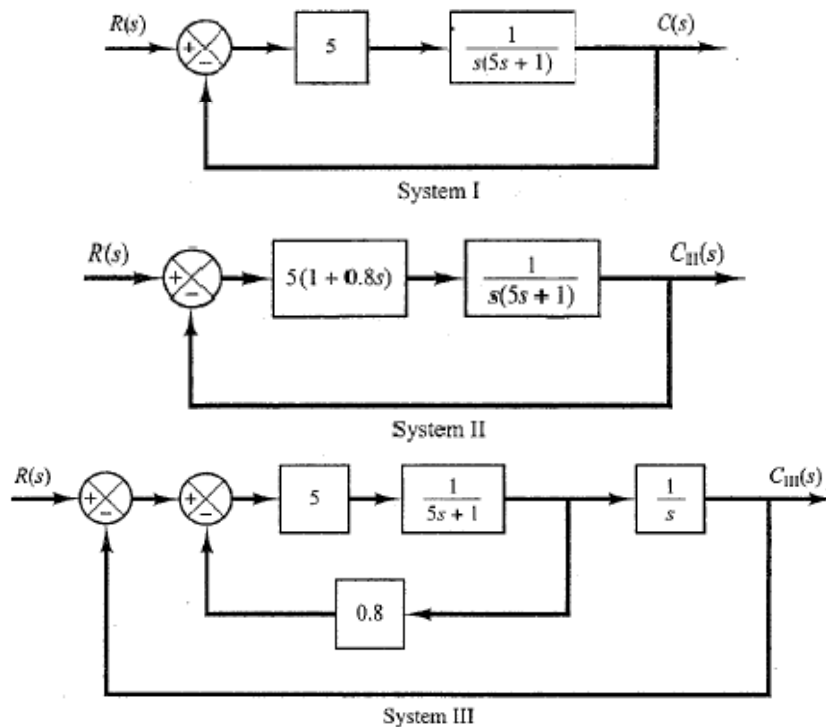 R(s) + − 5 1 C(s)
s(5s + 1)
System I
R(s) + − 5(1 + 0.8s) 1 C_III(s)
s(5s + 1)
System II
R(s) + − + − 5 1 1 C_III(s)
5s + 1 s
0.8
System III